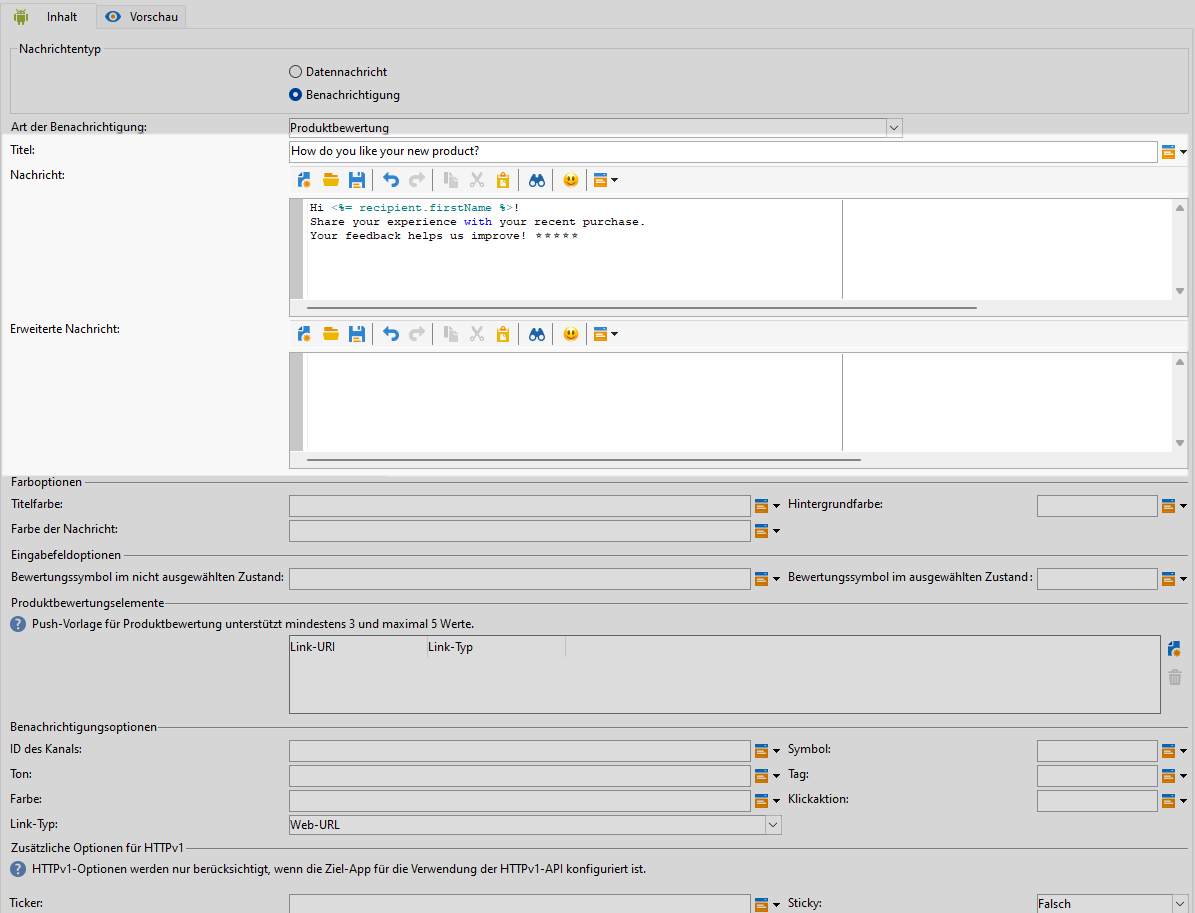 Inhalt Vorschau
Nachrichtentyp
Datennachricht
Benachrichtigung
Art der Benachrichtigung: Produktbewertung
Titel: How do you like your new product?
Nachricht:
Hi <%= recipient.firstName %>!
Share your experience with your recent purchase.
Your feedback helps us improve! ⭐⭐⭐⭐⭐
Erweiterte Nachricht:
Farboptionen
Titelfarbe: Hintergrundfarbe:
Farbe der Nachricht:
Eingabefeldoptionen
Bewertungssymbol im nicht ausgewählten Zustand: Bewertungssymbol im ausgewählten Zustand:
Produktbewertungselemente
Push-Vorlage für Produktbewertung unterstützt mindestens 3 und maximal 5 Werte.
Link-URI Link-Typ
Benachrichtigungsoptionen
ID des Kanals: Symbol:
Ton: Tag:
Farbe: Klickaktion:
Link-Typ: Web-URL
Zusätzliche Optionen für HTTPv1
HTTPv1-Optionen werden nur berücksichtigt, wenn die Ziel-App für die Verwendung der HTTPv1-API konfiguriert ist.
Ticker: Sticky: Falsch